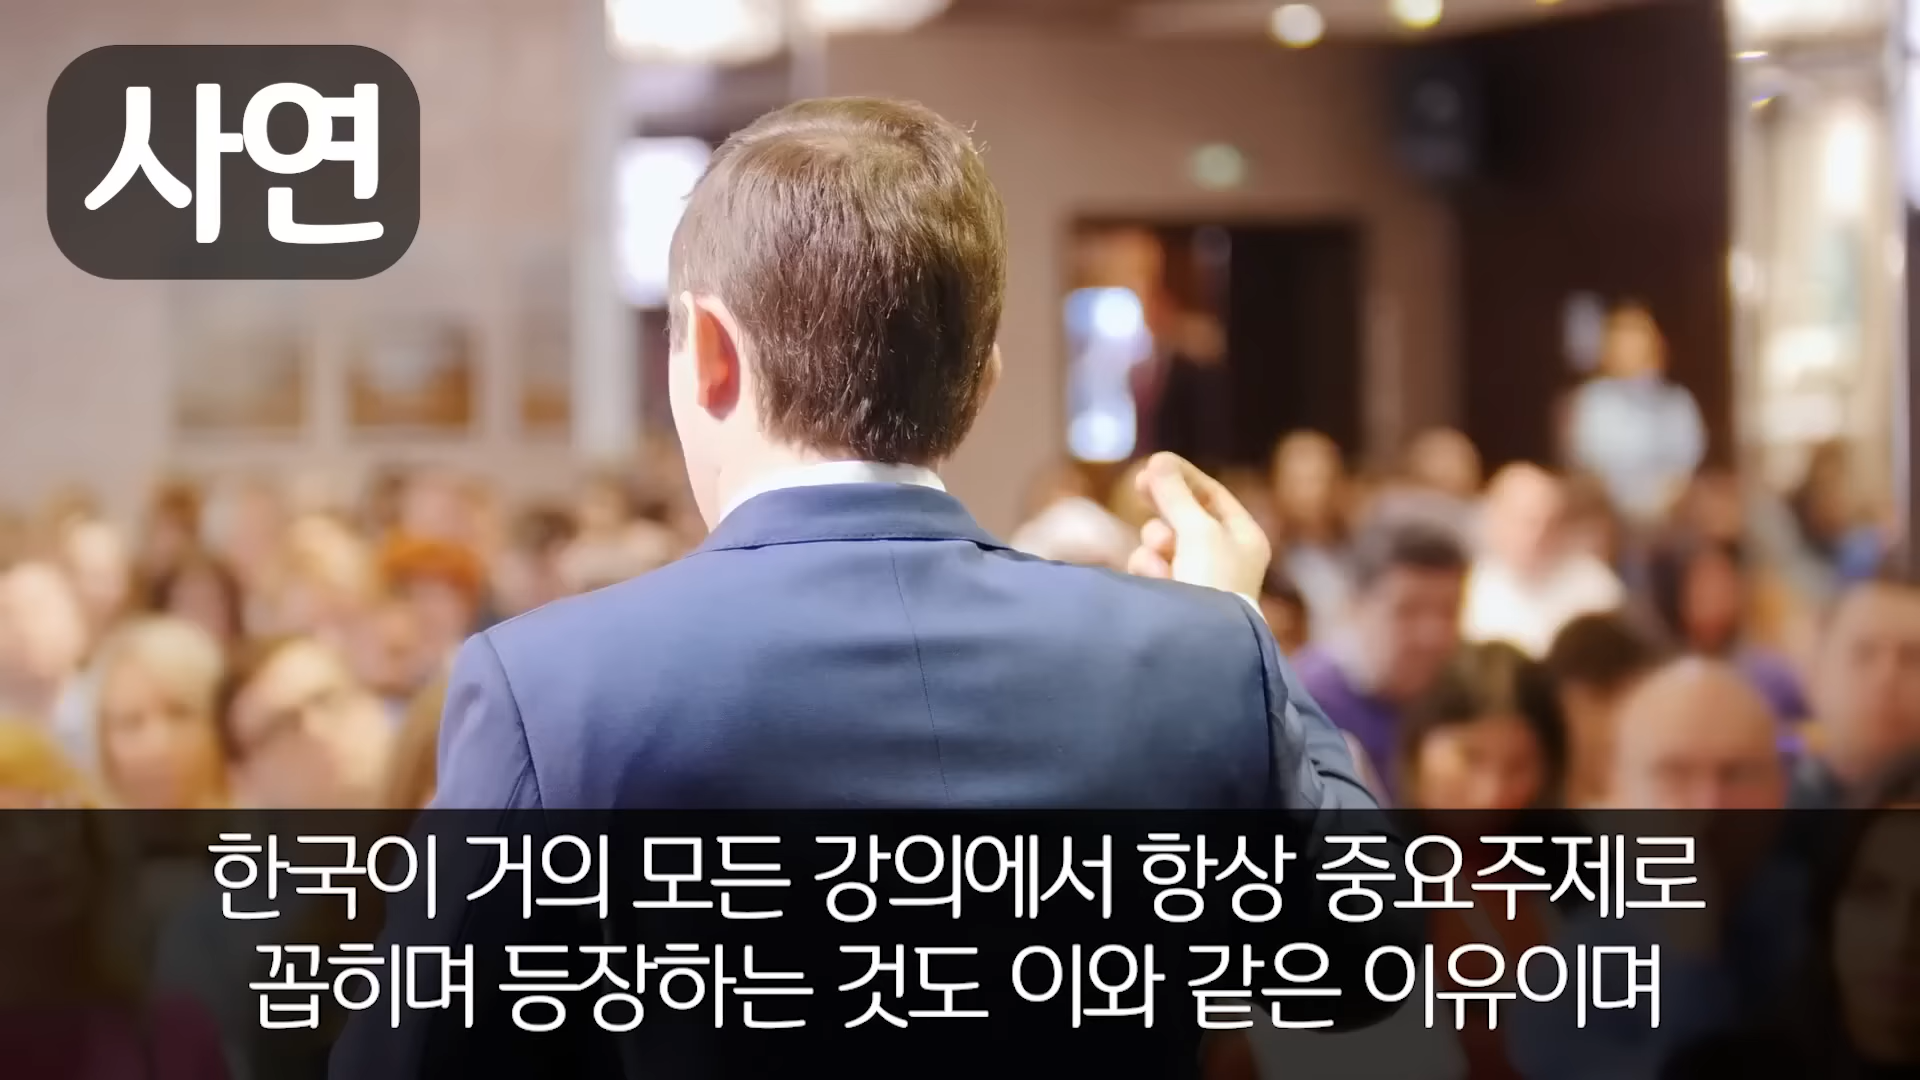 사연
한국이 거의 모든 강의에서 항상 중요주제로
꼽히며 등장하는 것도 이와 같은 이유이며